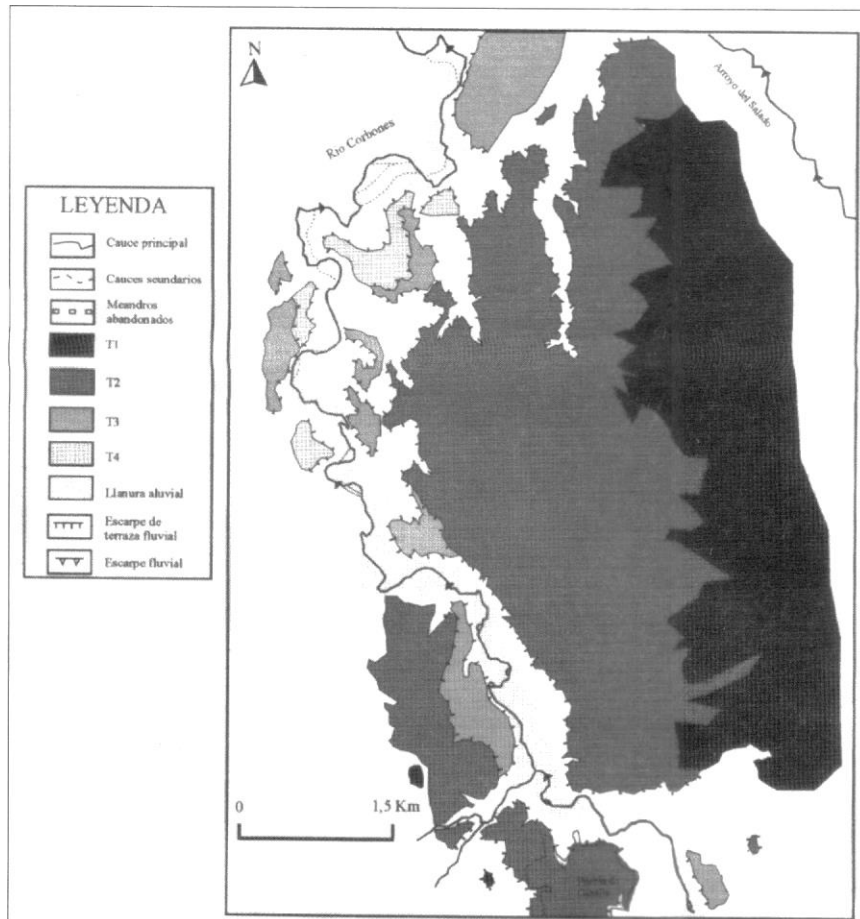 N
Río Corbones
Arroyo del Salado
LEYENDA
Cauce principal
Cauces seundarios
Meandros
abandonados
T1
T2
T3
T4
Llanura aluvial
Escarpe de
terraza fluvial
Escarpe fluvial
0
1,5 Km